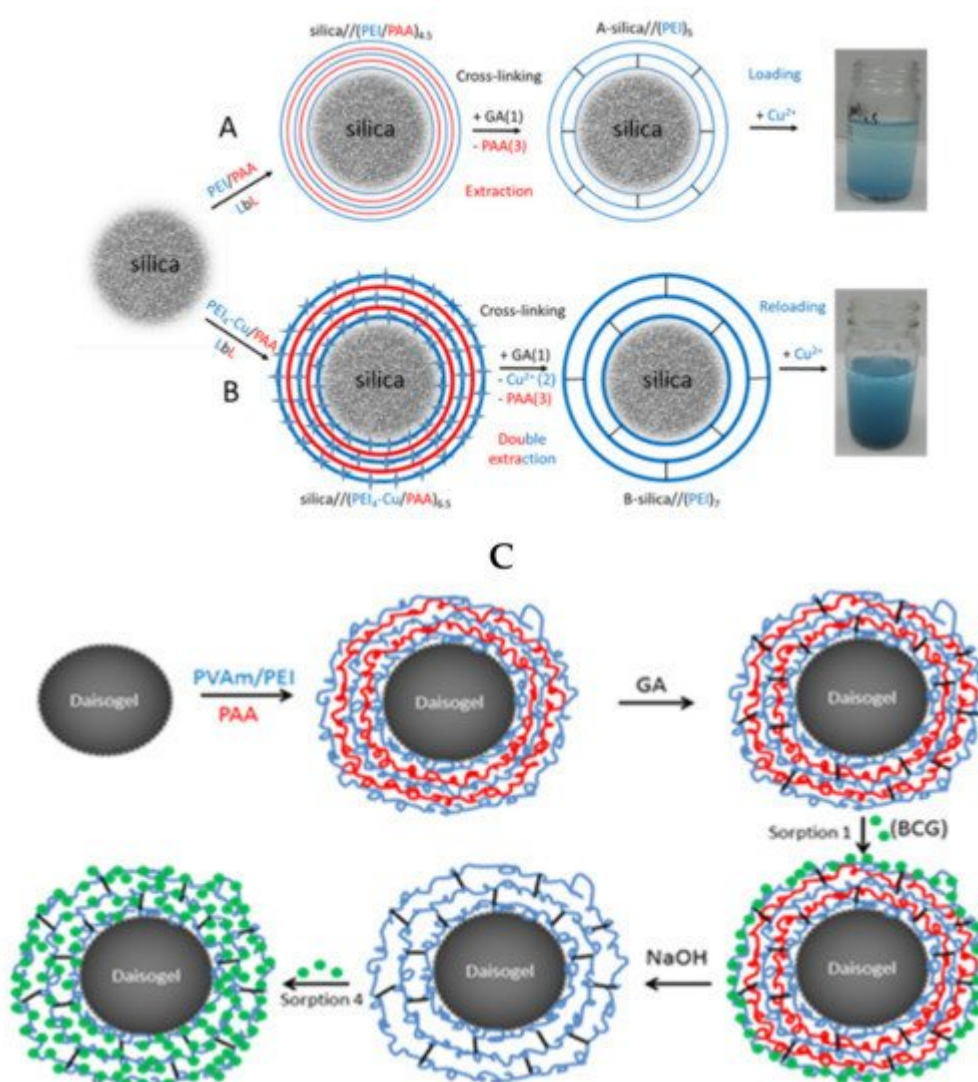 silica//(PEI/PAA)4.5
A-silica//(PEI)5
Cross-linking
Loading
A
silica
+ GA(1)
silica
+ Cu²⁺
- PAA(3)
PEI/PAA
Extraction
LbL
silica
Cross-linking
Reloading
PEI4-Cu/PAA
+ GA(1)
+ Cu²⁺
LbL
silica
- Cu²⁺ (2)
silica
B
- PAA(3)
Double
extraction
silica//(PEI4-Cu/PAA)6.5
B-silica//(PEI)7
C
PVAm/PEI
GA
Daisogel
Daisogel
Daisogel
PAA
Sorption 1
(BCG)
NaOH
Daisogel
Daisogel
Daisogel
Sorption 4